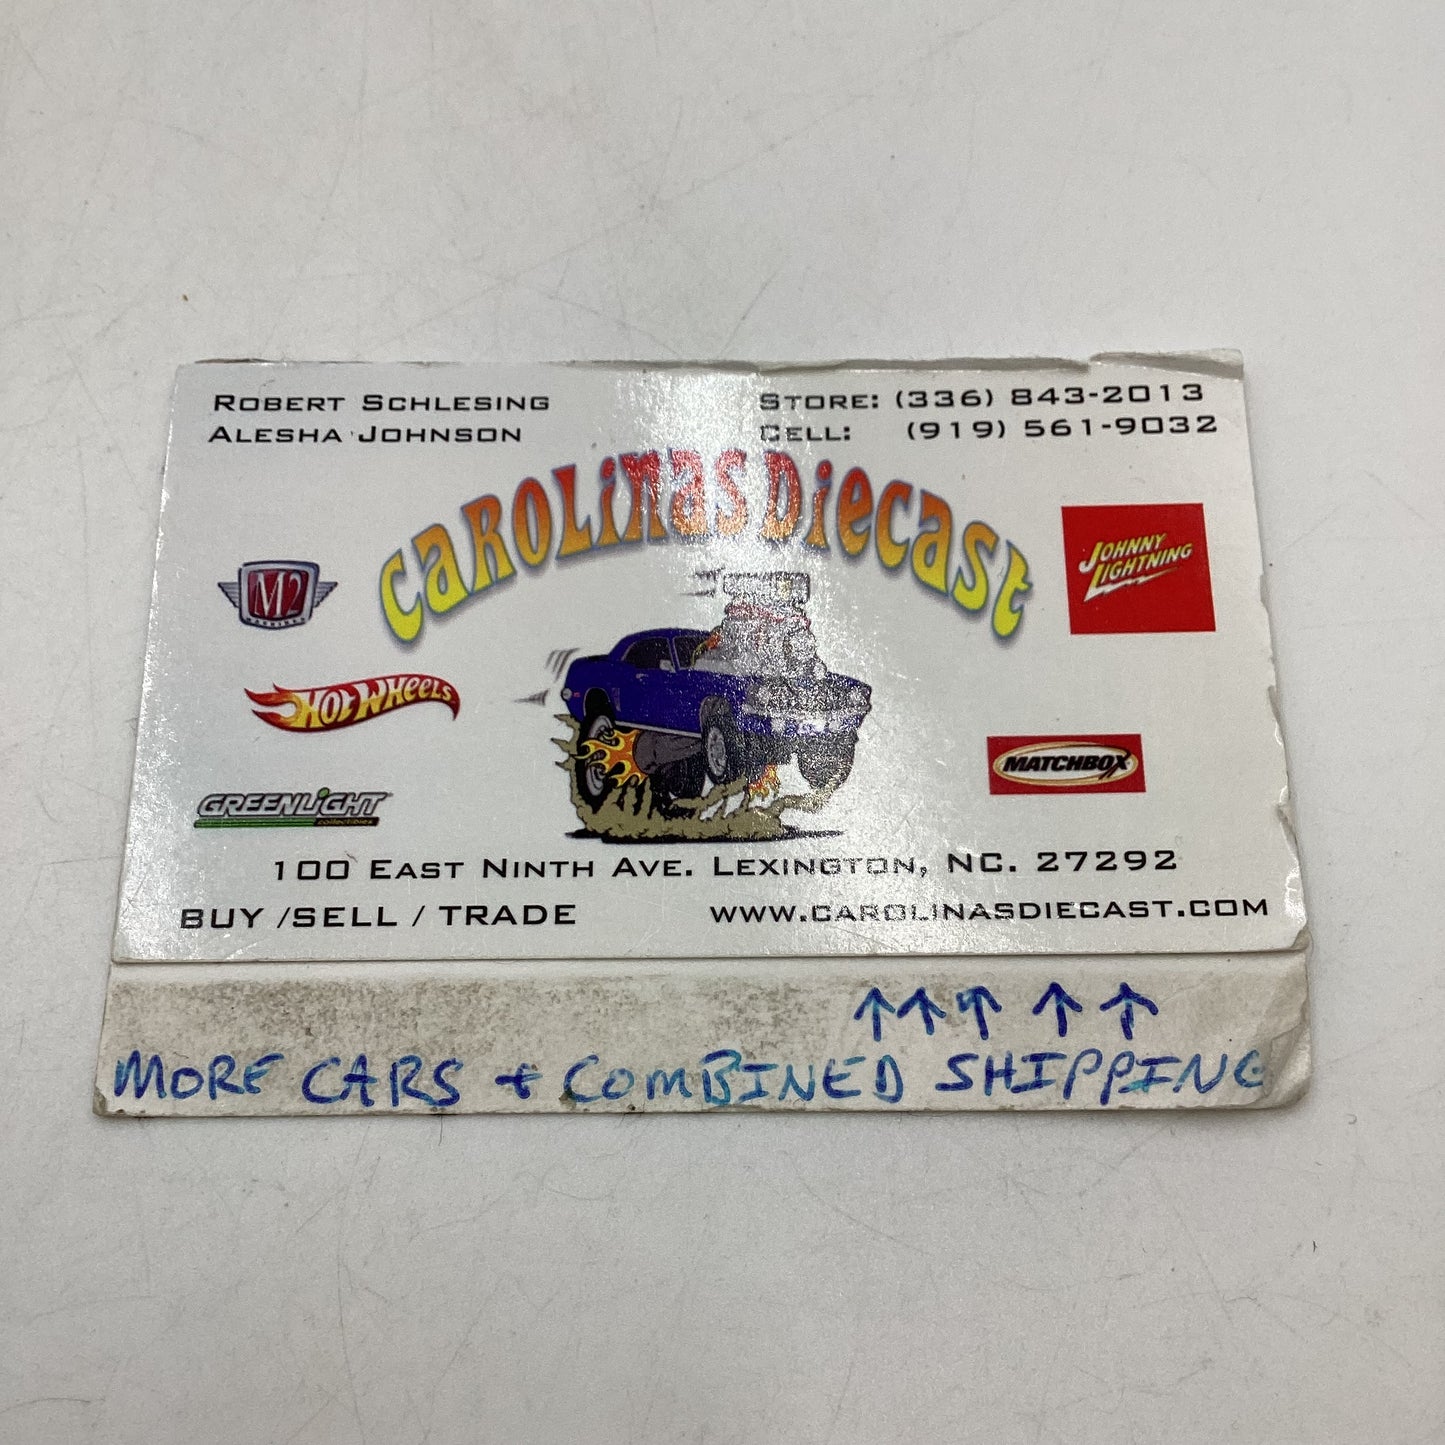 ROBERT SCHLESING
ALESHA JOHNSON
STORE: (336) 843-2013
CELL: (919) 561-9032
CAROLINAS DIECAST
M2
MACHINES
JOHNNY
LIGHTNING
HOT WHEELS
MATCHBOX
GREENLIGHT
collectibles
100 EAST NINTH AVE. LEXINGTON, NC. 27292
BUY /SELL / TRADE
WWW.CAROLINASDIECAST.COM
↑↑↑ ↑ ↑
MORE CARS + COMBINED SHIPPING